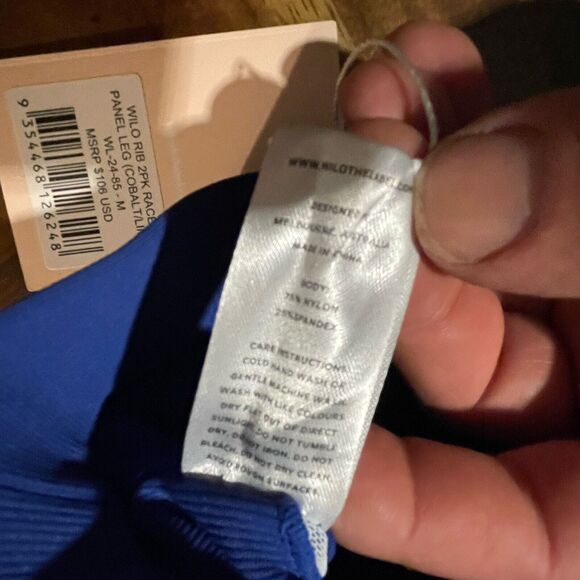 WILO RIB 2PK RACE
PANEL LEG (COBALT/LI
WL-24-85 - M
MSRP $106 USD
9 354468 126248
WWW.WILOTHELABEL.COM
DESIGNED
MELBOURNE, AUSTRALIA
MADE IN CHINA
BODY:
75% NYLON
25%SPANDEX
CARE INSTRUCTIONS:
COLD HAND WASH OR
GENTLE MACHINE WASH.
WASH WITH LIKE COLOURS.
DRY FLAT OUT OF DIRECT
SUNLIGHT. DO NOT TUMBLE
DRY. DO NOT IRON. DO NOT
BLEACH. DO NOT DRY CLEAN.
AVOID ROUGH SURFACES.